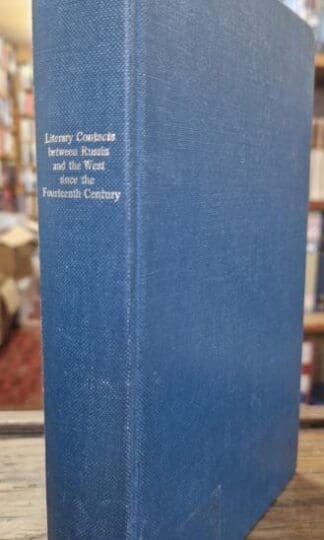 Literary Contacts
between Russia
and the West
since the
Fourteenth Century